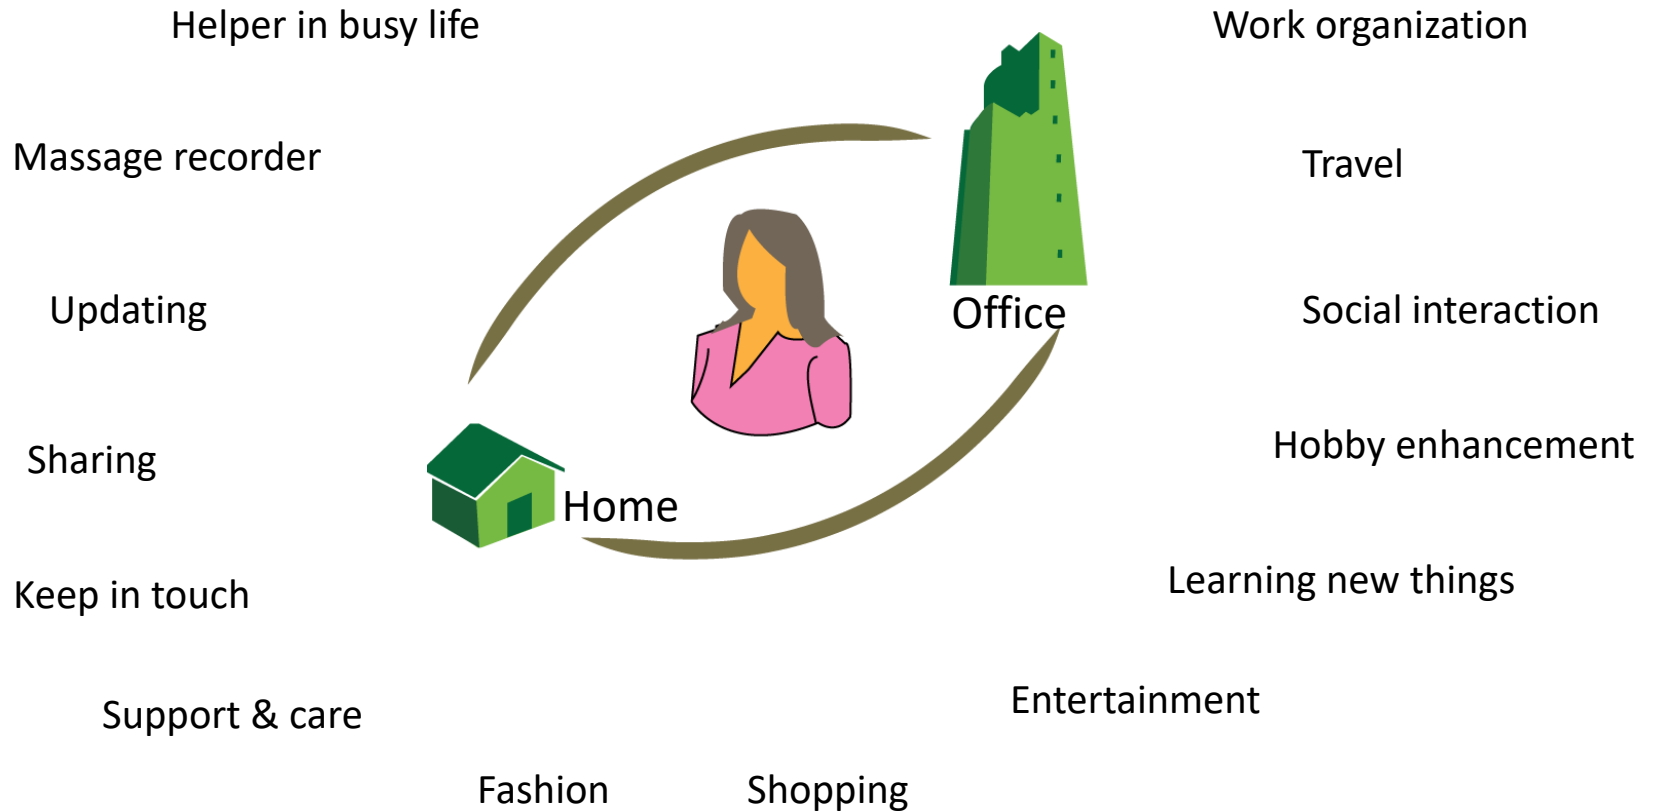 Helper in busy life
Work organization
Massage recorder
Travel
Updating
Office
Social interaction
Sharing
Home
Hobby enhancement
Keep in touch
Learning new things
Support & care
Entertainment
Fashion
Shopping